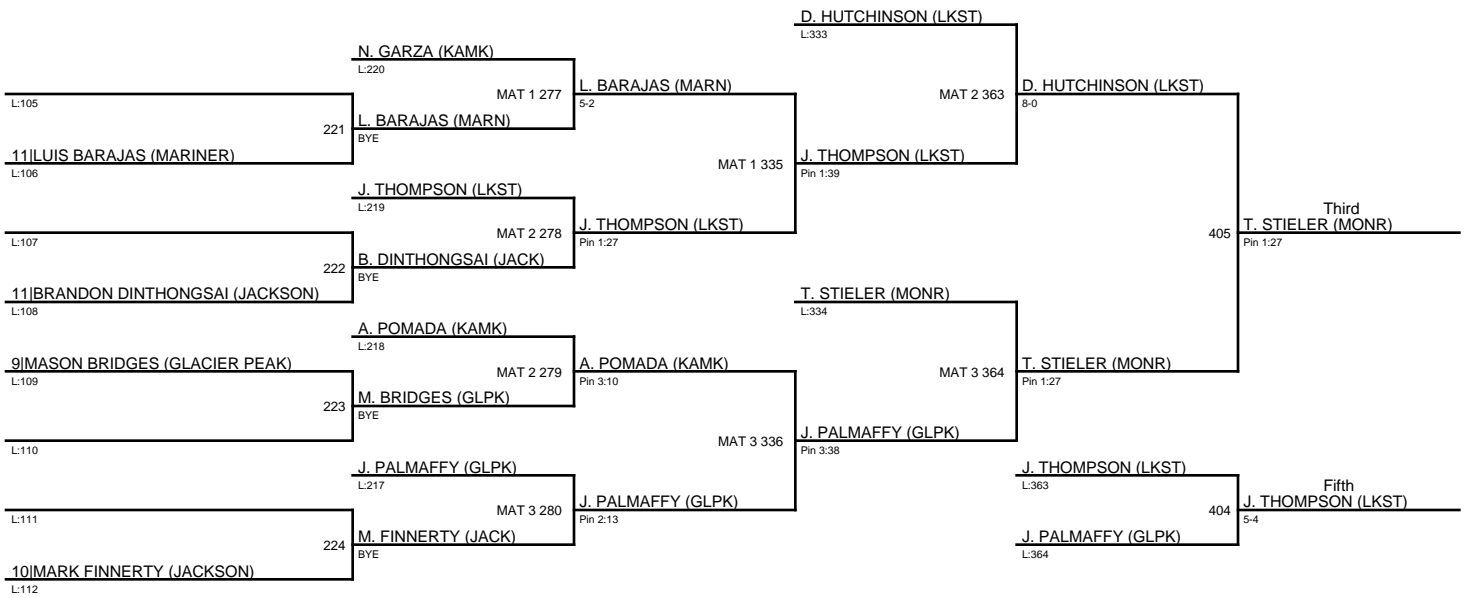 D. HUTCHINSON (LKST)
L:333
N. GARZA (KAMK)
L:220
L:105
MAT 1 277
L. BARAJAS (MARN)
5-2
MAT 2 363
D. HUTCHINSON (LKST)
8-0
221
L. BARAJAS (MARN)
BYE
11|LUIS BARAJAS (MARINER)
L:106
MAT 1 335
J. THOMPSON (LKST)
Pin 1:39
J. THOMPSON (LKST)
L:219
Third
L:107
MAT 2 278
J. THOMPSON (LKST)
Pin 1:27
405
T. STIELER (MONR)
Pin 1:27
222
B. DINTHONGSAI (JACK)
BYE
11|BRANDON DINTHONGSAI (JACKSON)
L:108
T. STIELER (MONR)
L:334
A. POMADA (KAMK)
L:218
9|MASON BRIDGES (GLACIER PEAK)
L:109
MAT 2 279
A. POMADA (KAMK)
Pin 3:10
MAT 3 364
T. STIELER (MONR)
Pin 1:27
223
M. BRIDGES (GLPK)
BYE
L:110
MAT 3 336
J. PALMAFFY (GLPK)
Pin 3:38
J. PALMAFFY (GLPK)
L:217
J. THOMPSON (LKST)
L:363
Fifth
L:111
MAT 3 280
J. PALMAFFY (GLPK)
Pin 2:13
404
J. THOMPSON (LKST)
5-4
224
M. FINNERTY (JACK)
BYE
J. PALMAFFY (GLPK)
L:364
10|MARK FINNERTY (JACKSON)
L:112